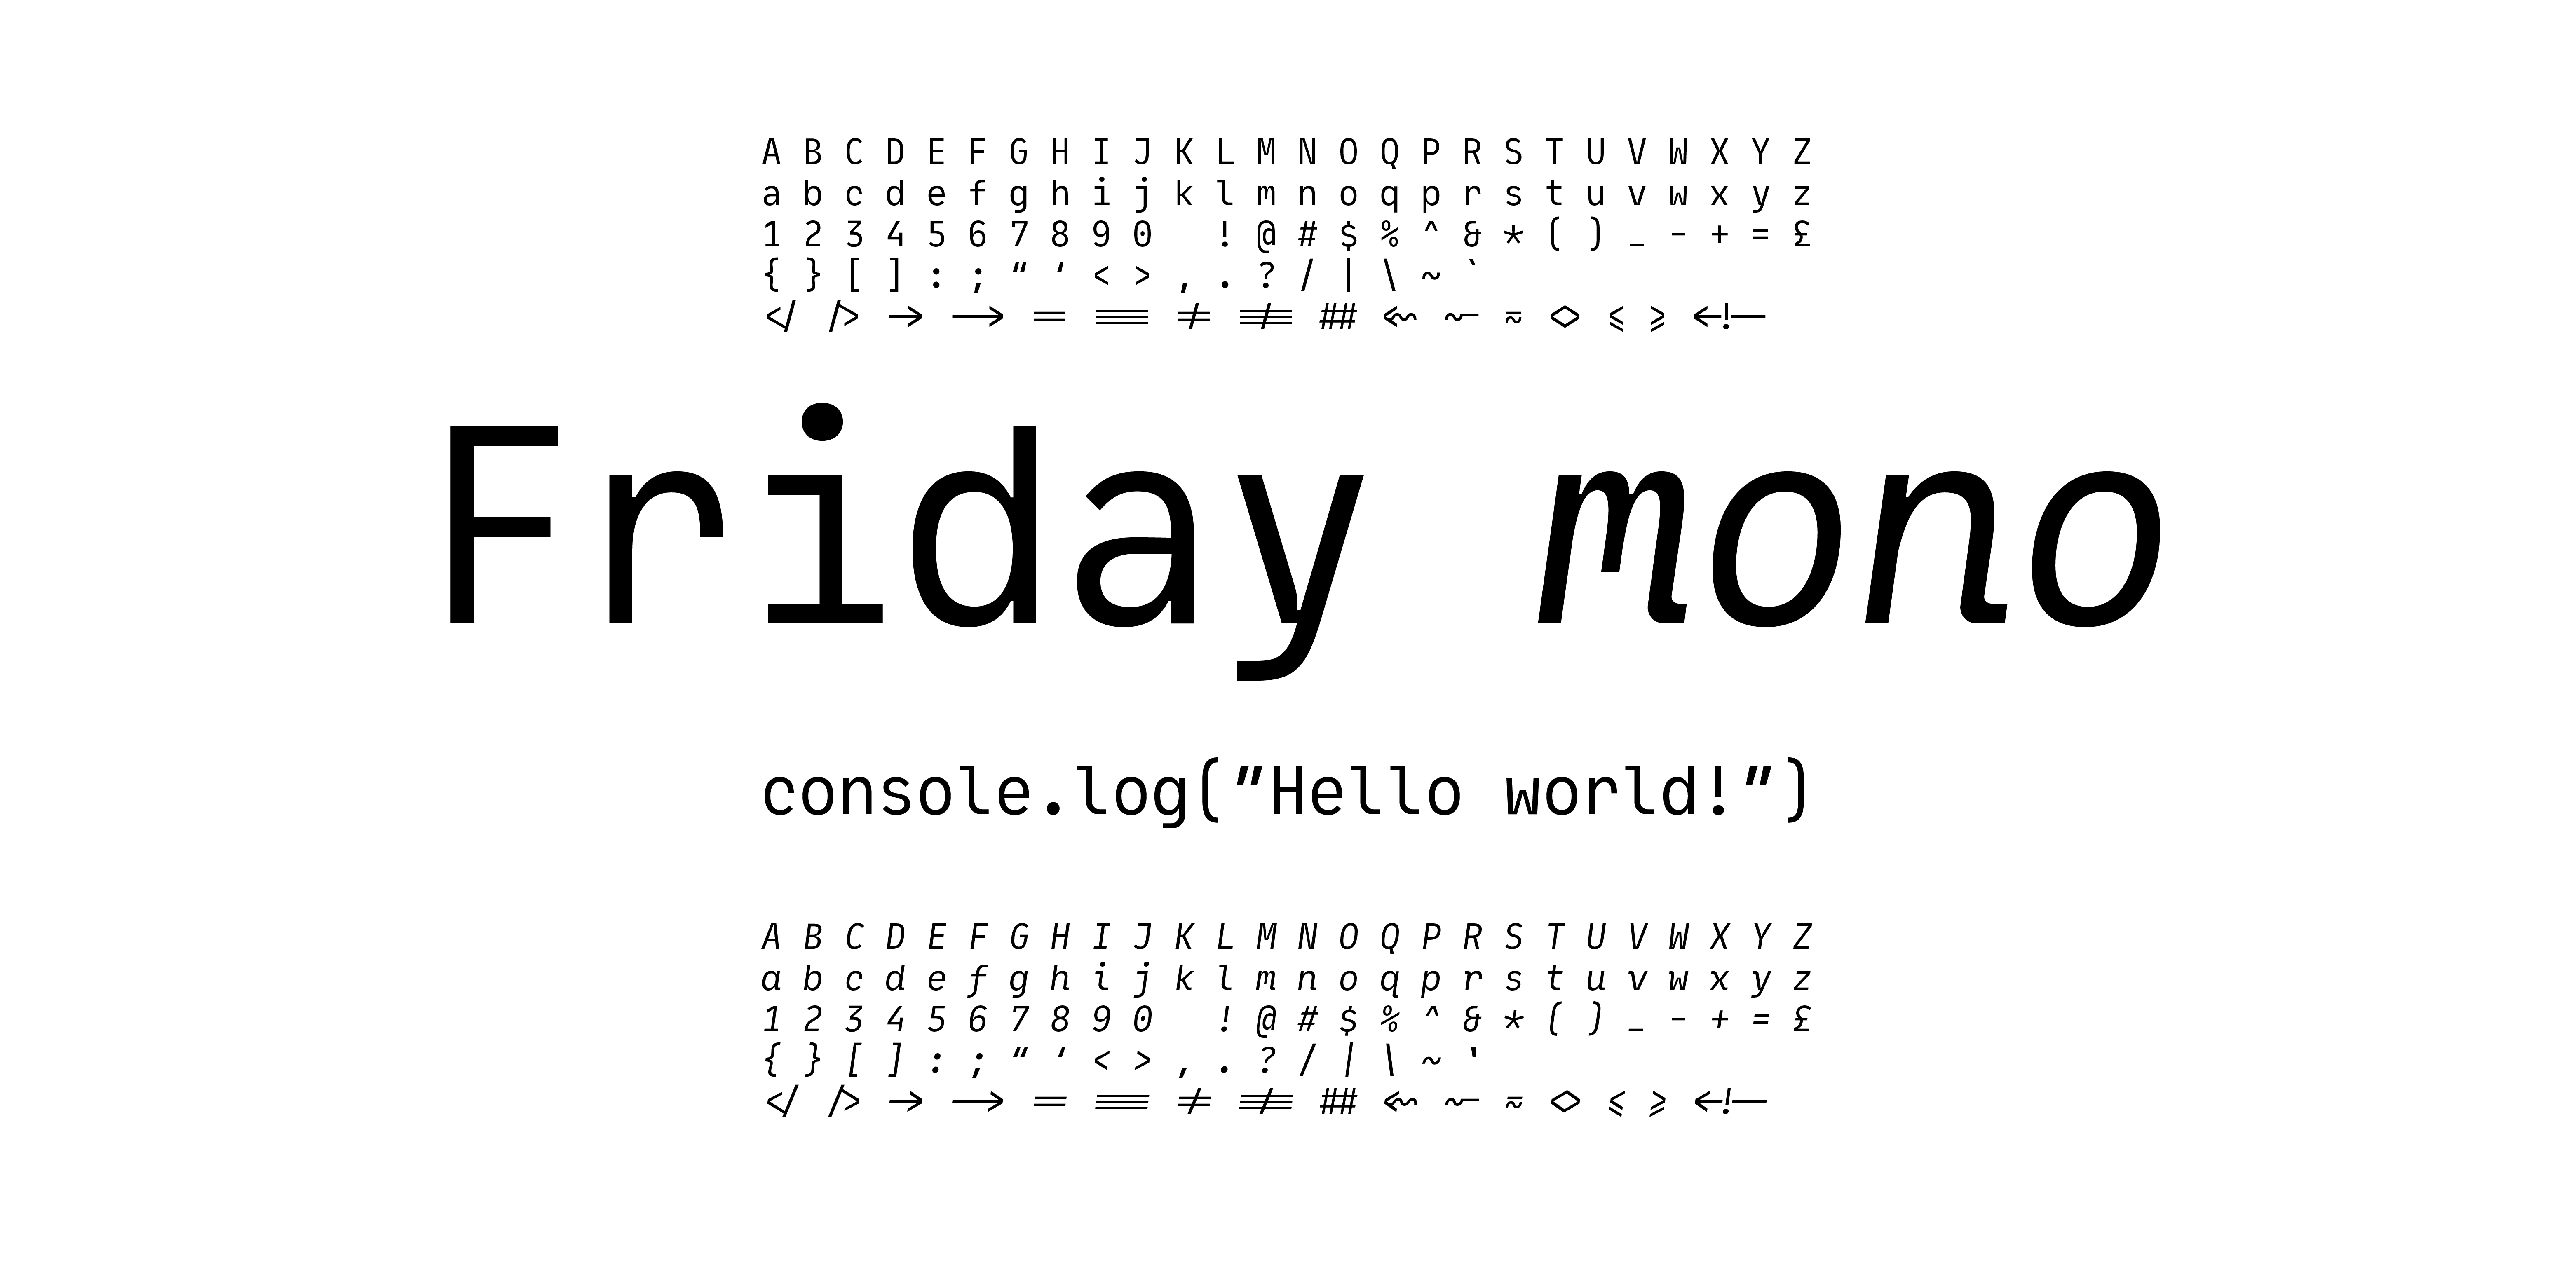 A B C D E F G H I J K L M N O Q P R S T U V W X Y Z
a b c d e f g h i j k l m n o q p r s t u v w x y z
1 2 3 4 5 6 7 8 9 0   ! @ # $ % ^ & * ( ) _ - + = £
{ } [ ] : ; “ ‘ < > , . ? / | \ ~ `
</ /> -> --> == === != !== ## <~ ~- ≈ <> <= >= <!--
Friday mono
console.log("Hello world!")
A B C D E F G H I J K L M N O Q P R S T U V W X Y Z
a b c d e f g h i j k l m n o q p r s t u v w x y z
1 2 3 4 5 6 7 8 9 0   ! @ # $ % ^ & * ( ) _ - + = £
{ } [ ] : ; “ ‘ < > , . ? / | \ ~ `
</ /> -> --> == === != !== ## <~ ~- ≈ <> <= >= <!--